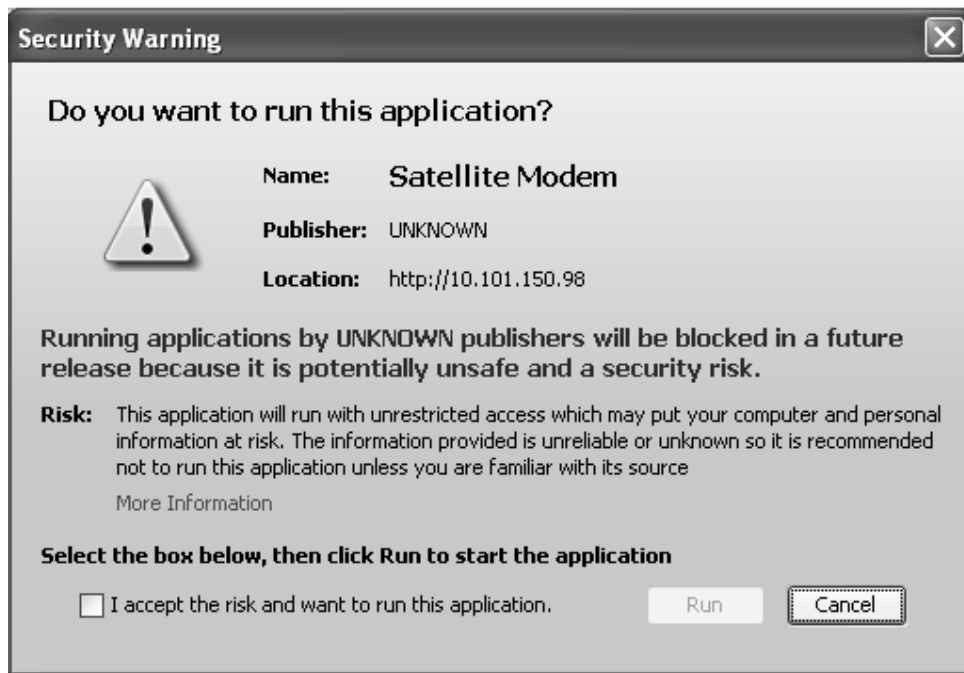 Security Warning
Do you want to run this application?
Name: Satellite Modem
Publisher: UNKNOWN
Location: http://10.101.150.98
Running applications by UNKNOWN publishers will be blocked in a future
release because it is potentially unsafe and a security risk.
Risk: This application will run with unrestricted access which may put your computer and personal
information at risk. The information provided is unreliable or unknown so it is recommended
not to run this application unless you are familiar with its source
More Information
Select the box below, then click Run to start the application
I accept the risk and want to run this application. Run Cancel